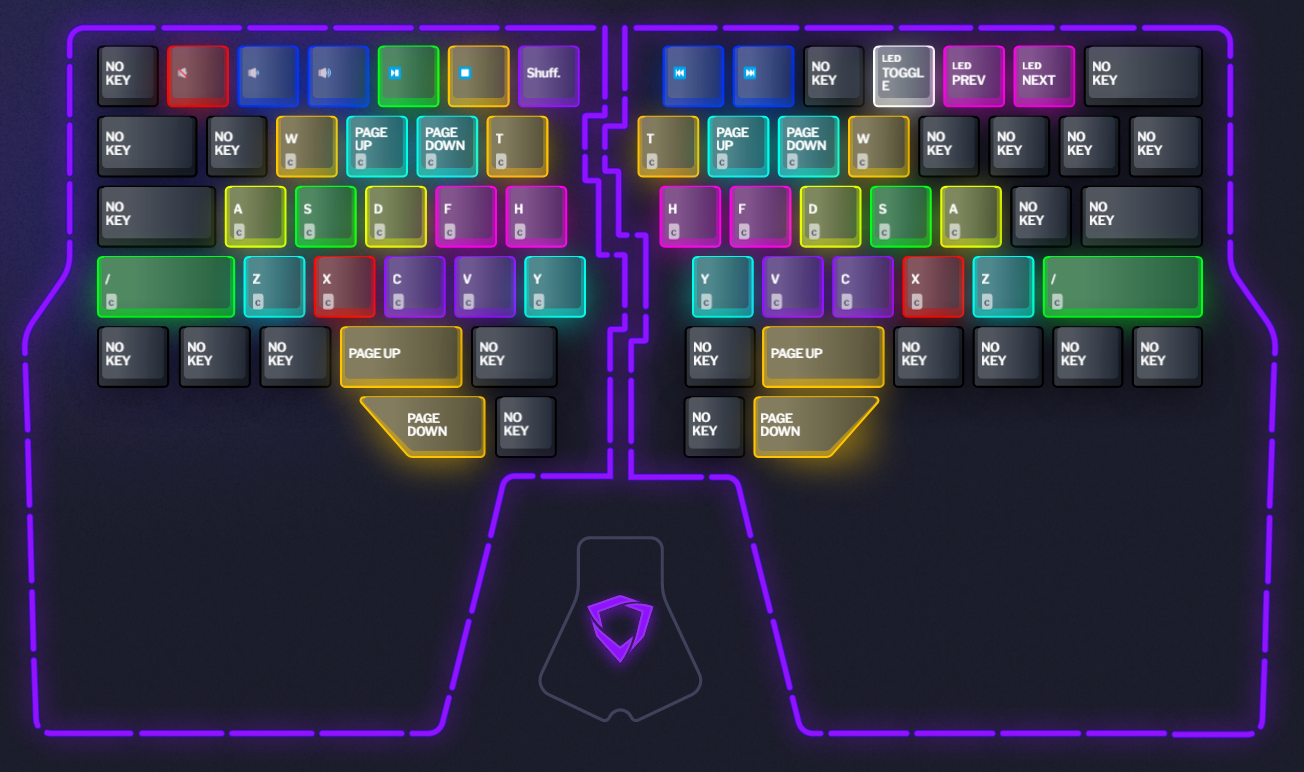 NO KEY
Shuff.
NO KEY
LED TOGGL E
LED PREV
LED NEXT
NO KEY
NO KEY
NO KEY
W C
PAGE UP C
PAGE DOWN C
T C
T C
PAGE UP C
PAGE DOWN C
W C
NO KEY
NO KEY
NO KEY
NO KEY
NO KEY
A C
S C
D C
F C
H C
H C
F C
D C
S C
A C
NO KEY
NO KEY
/ C
Z C
X C
C C
V C
Y C
Y C
V C
C C
X C
Z C
/ C
NO KEY
NO KEY
NO KEY
PAGE UP
NO KEY
NO KEY
PAGE UP
NO KEY
NO KEY
NO KEY
NO KEY
PAGE DOWN
NO KEY
NO KEY
PAGE DOWN